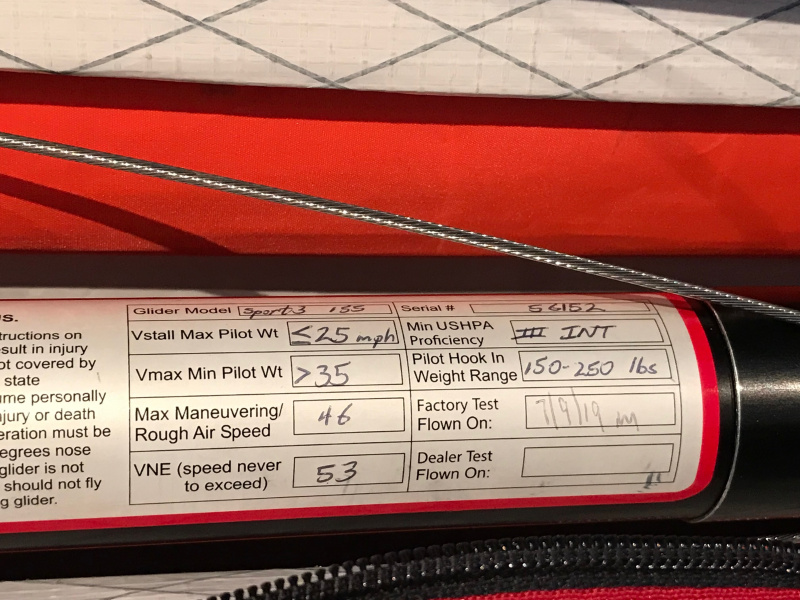 s.
tructions on
esult in injury
ot covered by
state
ume personally
njury or death
eration must be
egrees nose
glider is not
should not fly
g glider.
Glider Model Sport 3 155
Serial # 56152
Vstall Max Pilot Wt ≤25 mph
Min USHPA Proficiency III INT
Vmax Min Pilot Wt >35
Pilot Hook In Weight Range 150-250 lbs
Max Maneuvering/
Rough Air Speed 46
Factory Test
Flown On: 7/9/19
VNE (speed never
to exceed) 53
Dealer Test
Flown On: